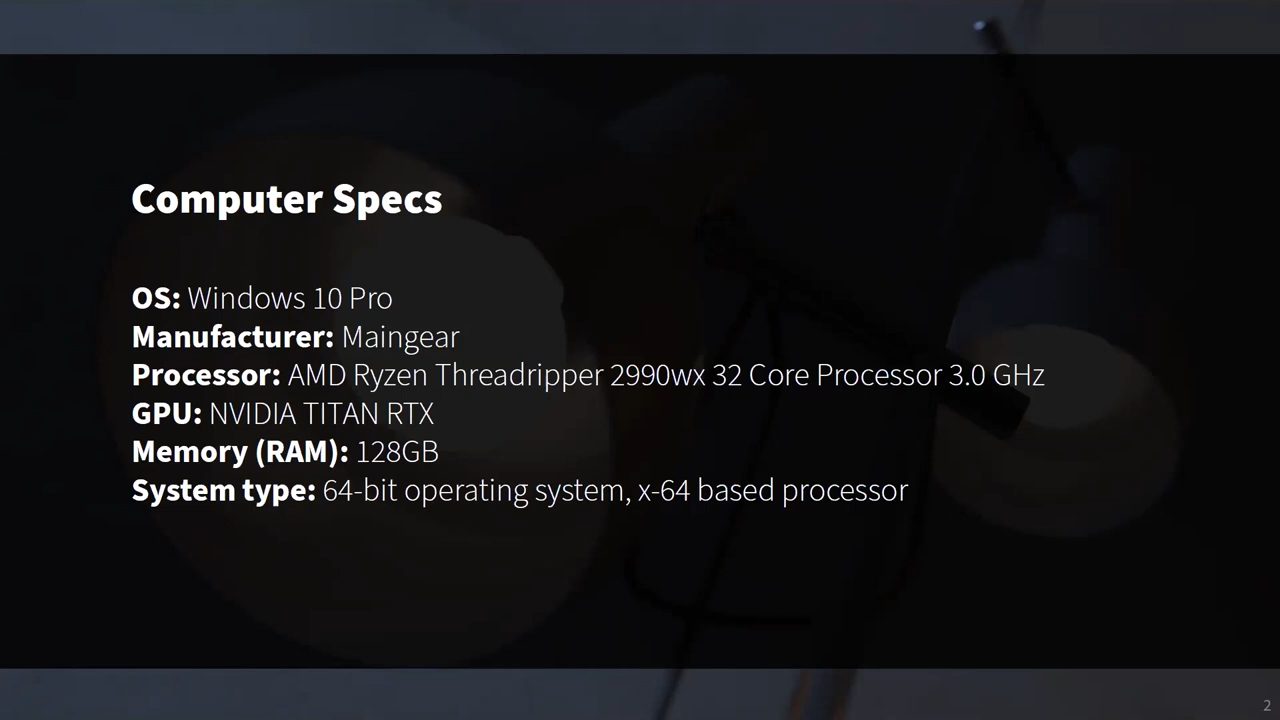 Computer Specs
OS: Windows 10 Pro
Manufacturer: Maingear
Processor: AMD Ryzen Threadripper 2990wx 32 Core Processor 3.0 GHz
GPU: NVIDIA TITAN RTX
Memory (RAM): 128GB
System type: 64-bit operating system, x-64 based processor
2